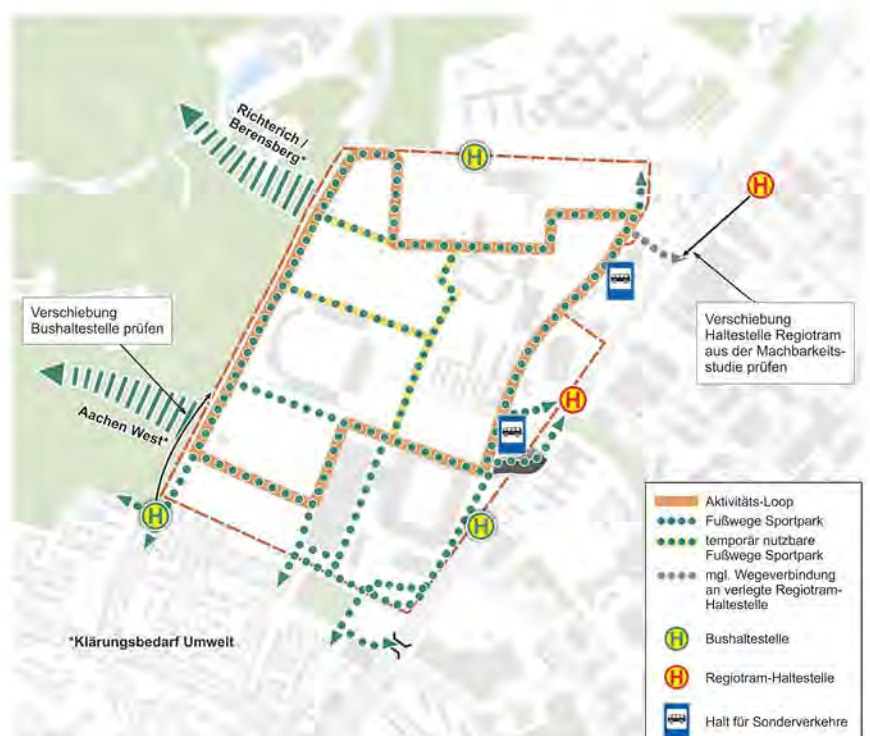 Richterich /
Berensberg*
H
H
Verschiebung
Bushaltestelle prüfen
Verschiebung
Haltestelle Regiotram
aus der Machbarkeits-
studie prüfen
Aachen West*
H
H
H
*Klärungsbedarf Umwelt
Aktivitäts-Loop
Fußwege Sportpark
temporär nutzbare
Fußwege Sportpark
mgl. Wegeverbindung
an verlegte Regiotram-
Haltestelle
H
Bushaltestelle
H
Regiotram-Haltestelle
Halt für Sonderverkehre